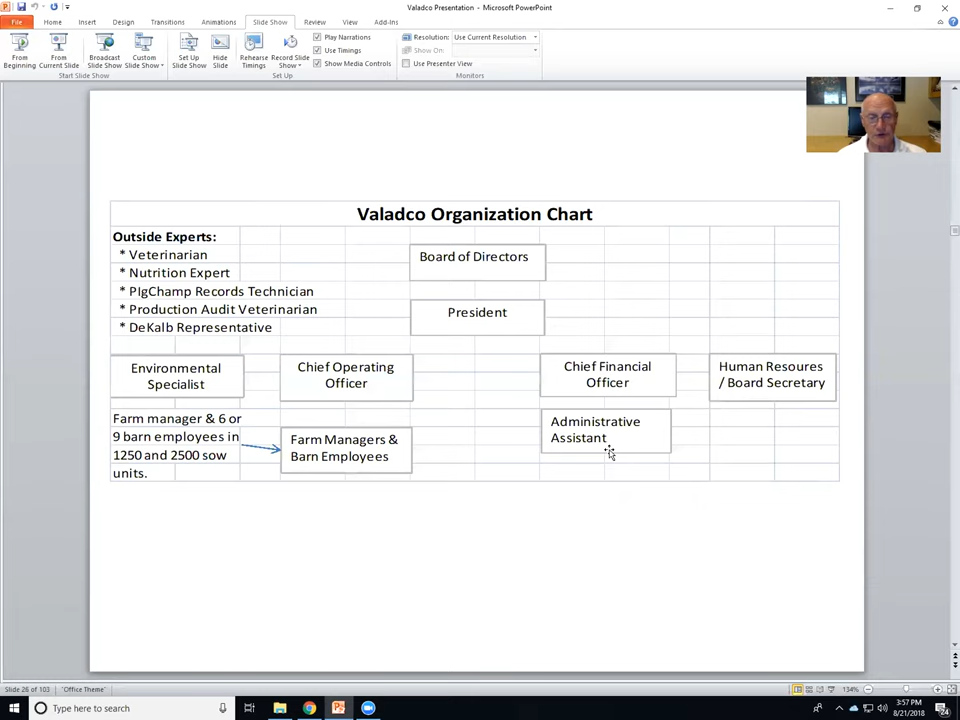 Valadco Presentation - Microsoft PowerPoint
File Home Insert Design Transitions Animations Slide Show Review View Add-Ins
From Beginning
From Current Slide
Broadcast Slide Show
Custom Slide Show
Start Slide Show
Set Up Slide Show
Hide Slide
Rehearse Timings
Record Slide Show
Play Narrations
Use Timings
Show Media Controls
Set Up
Resolution: Use Current Resolution
Show On:
Use Presenter View
Monitors
Valadco Organization Chart
Outside Experts:
* Veterinarian
* Nutrition Expert
* PIgChamp Records Technician
* Production Audit Veterinarian
* DeKalb Representative
Board of Directors
President
Environmental
Specialist
Chief Operating
Officer
Chief Financial
Officer
Human Resoures
/ Board Secretary
Farm manager & 6 or
9 barn employees in
1250 and 2500 sow
units.
Farm Managers &
Barn Employees
Administrative
Assistant
Slide 26 of 103 "Office Theme" 134%
Type here to search
3:57 PM
8/21/2018
24